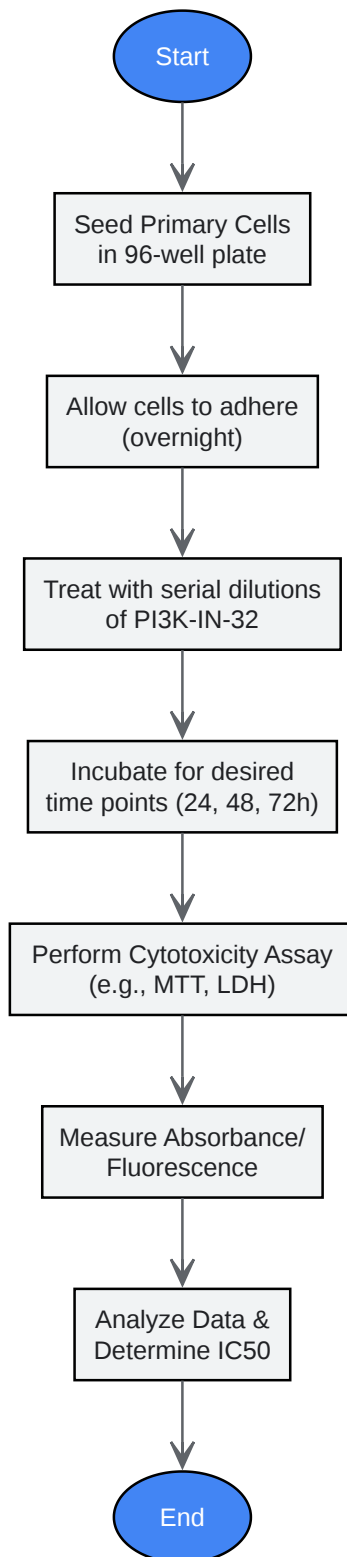 Start
Seed Primary Cells
in 96-well plate
Allow cells to adhere
(overnight)
Treat with serial dilutions
of PI3K-IN-32
Incubate for desired
time points (24, 48, 72h)
Perform Cytotoxicity Assay
(e.g., MTT, LDH)
Measure Absorbance/
Fluorescence
Analyze Data &
Determine IC50
End